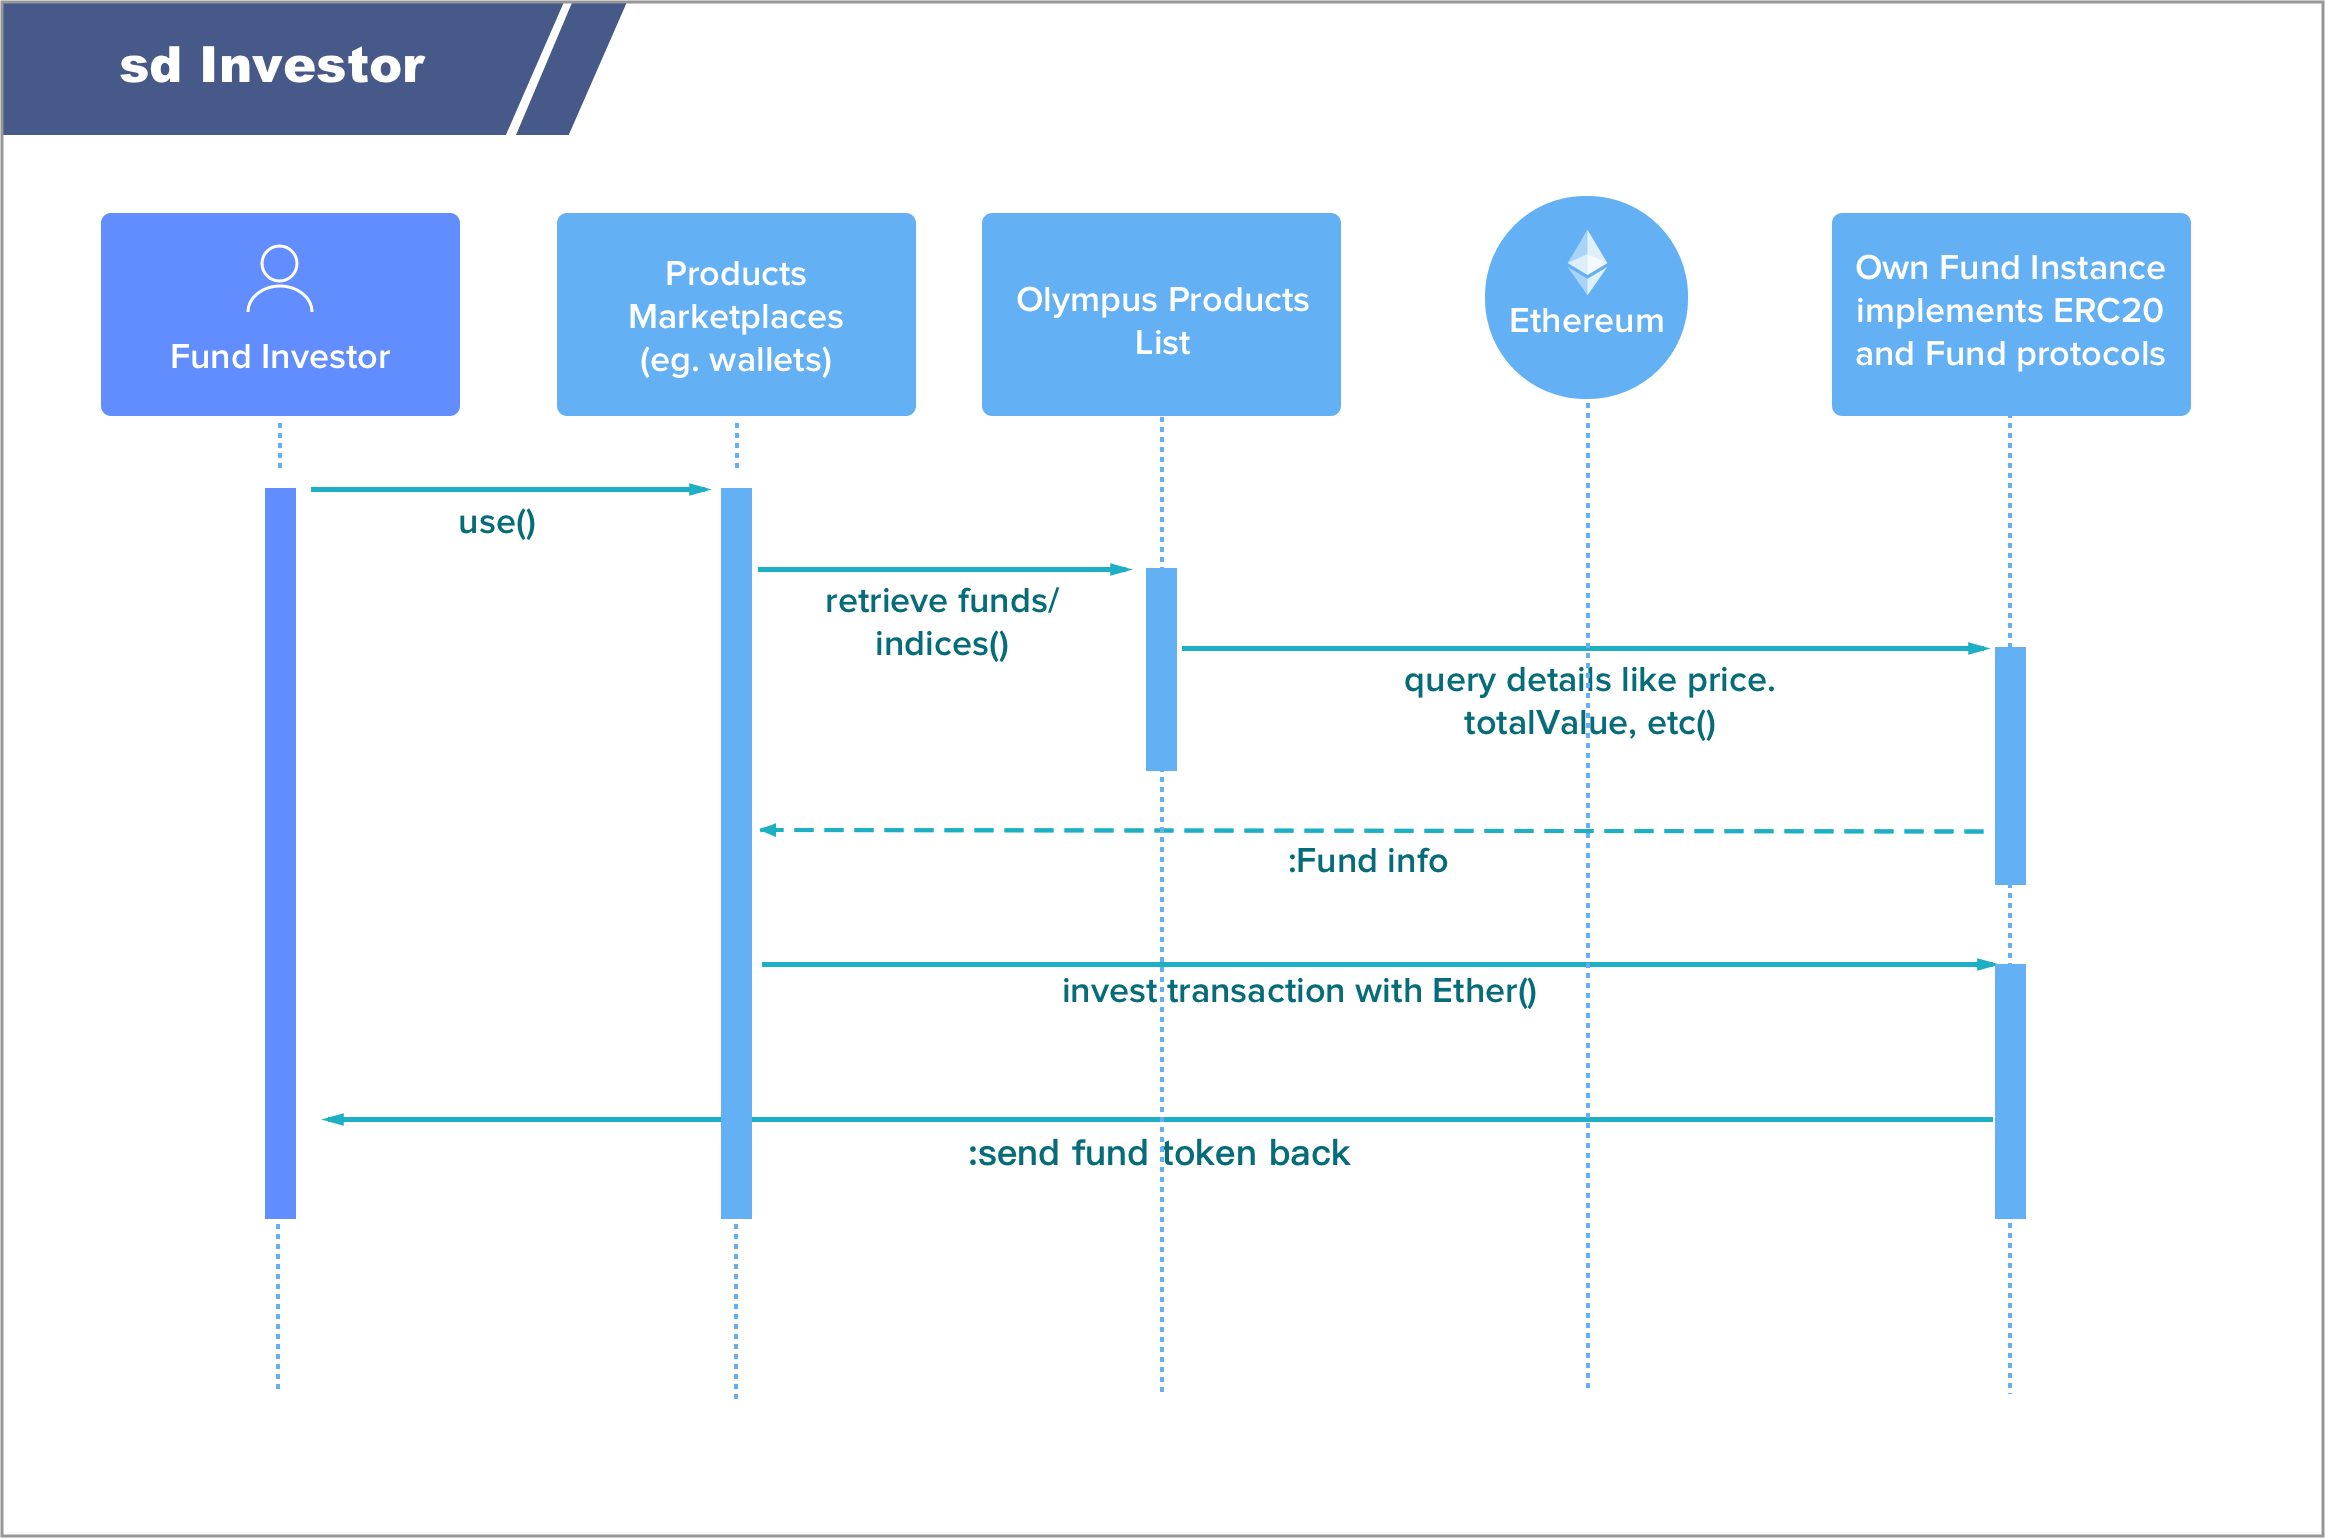 sd Investor
Fund Investor
Products
Marketplaces
(eg. wallets)
Olympus Products
List
Ethereum
Own Fund Instance
implements ERC20
and Fund protocols
use()
retrieve funds/
indices()
query details like price.
totalValue, etc()
:Fund info
invest transaction with Ether()
:send fund token back